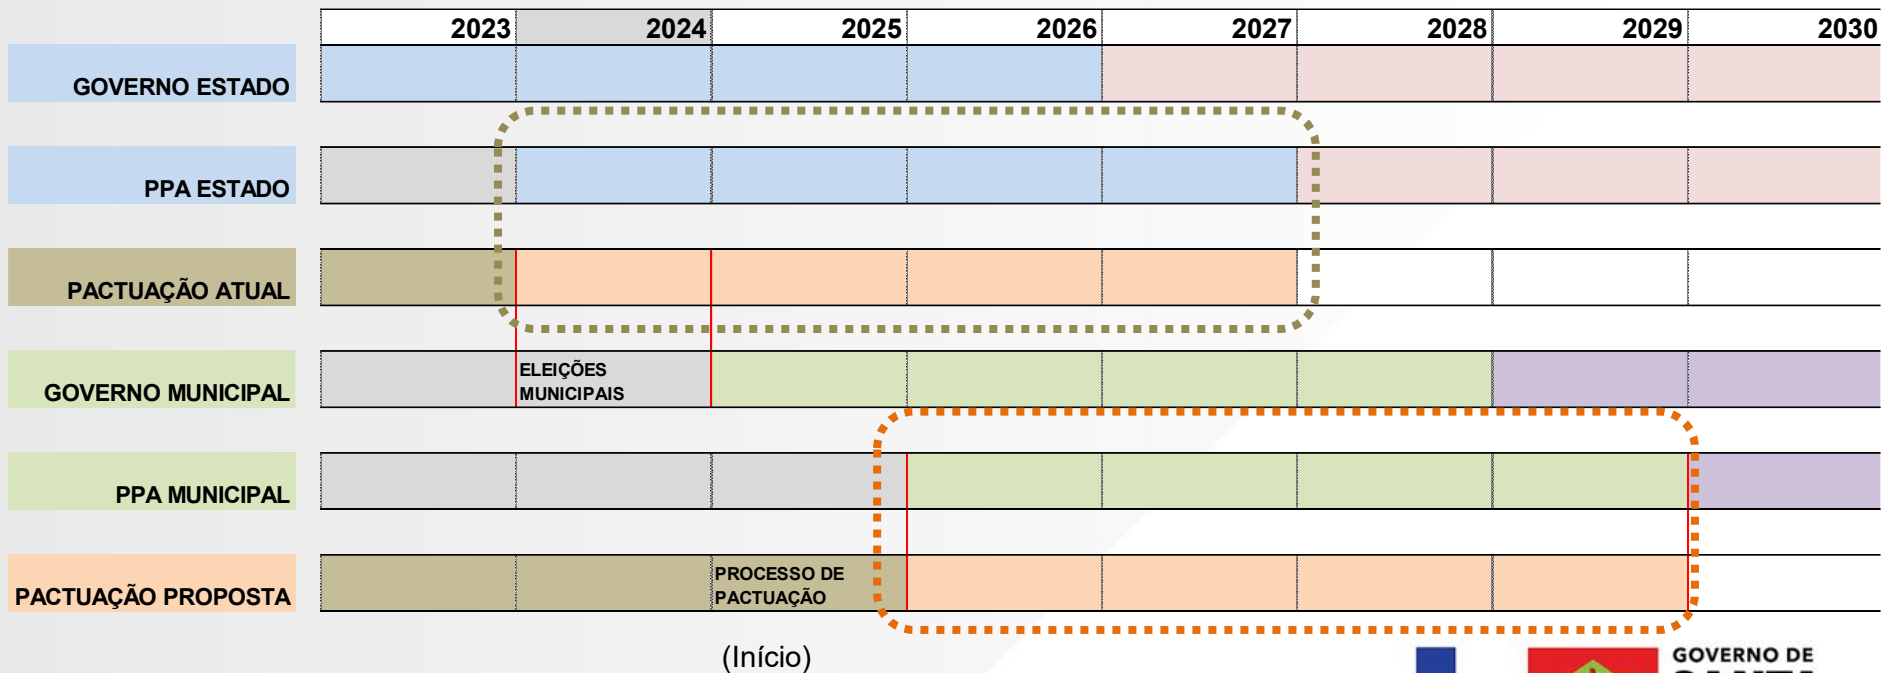 2023 2024 2025 2026 2027 2028 2029 2030
GOVERNO ESTADO
PPA ESTADO
PACTUAÇÃO ATUAL
GOVERNO MUNICIPAL
ELEIÇÕES
MUNICIPAIS
PPA MUNICIPAL
PACTUAÇÃO PROPOSTA
PROCESSO DE
PACTUAÇÃO
(Início)
GOVERNO DE
SANTA